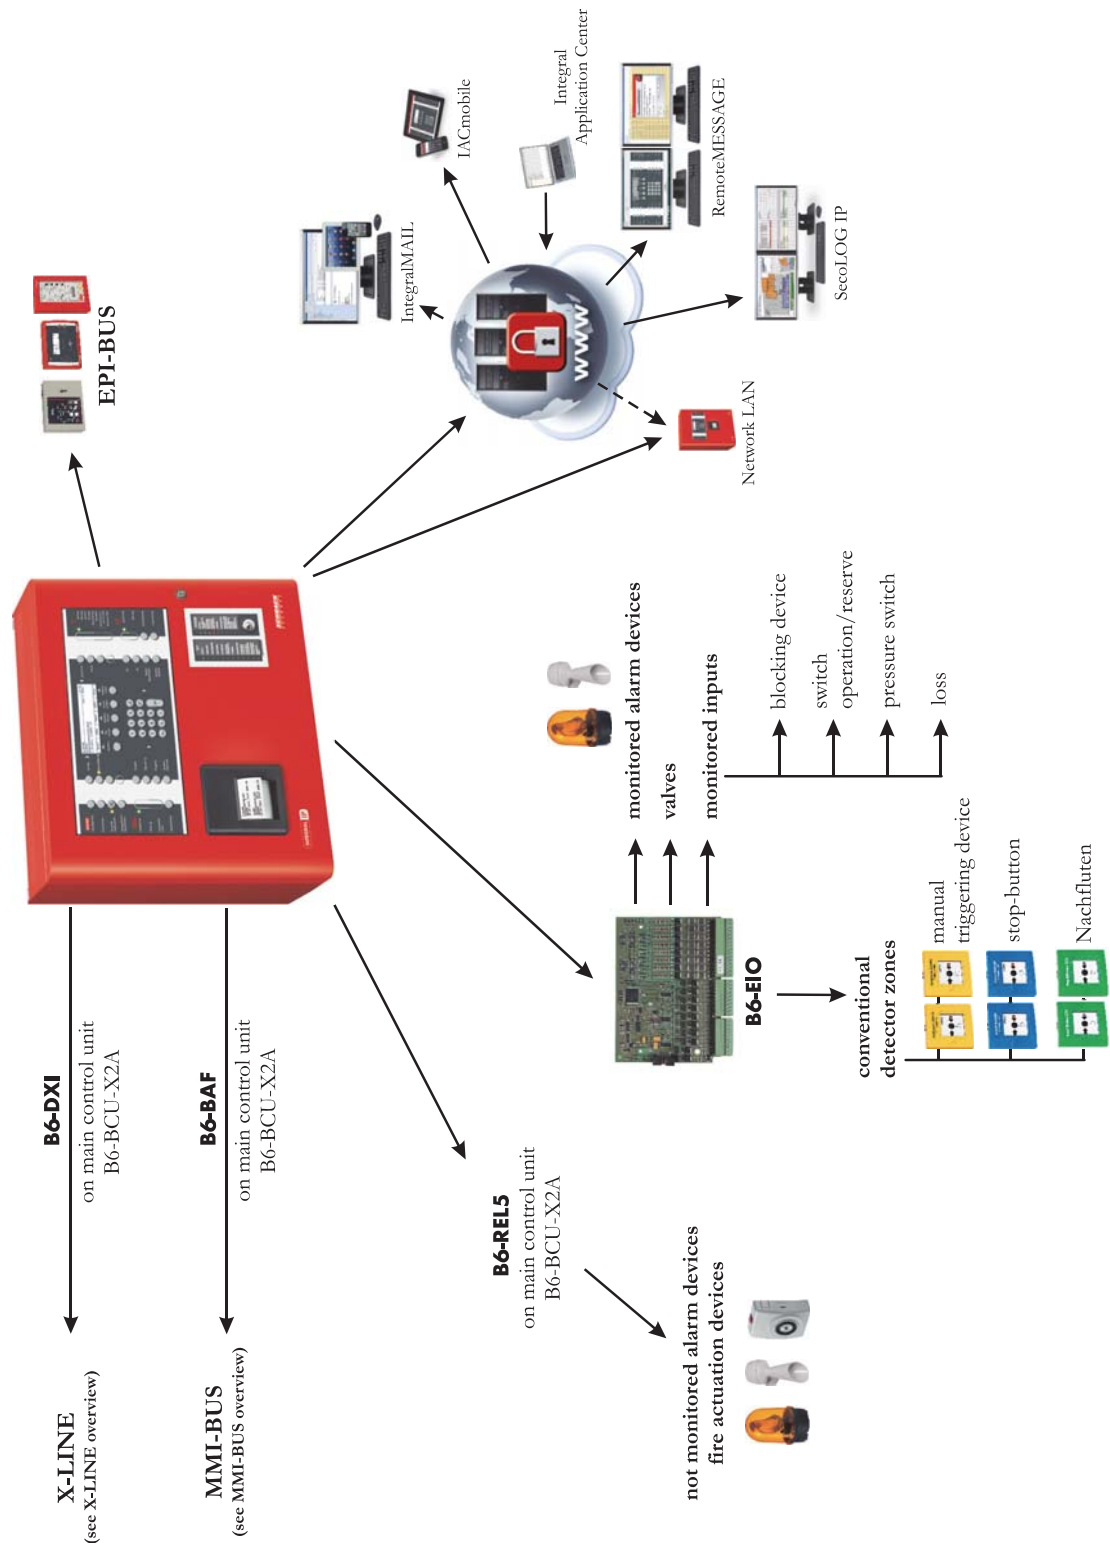 X-LINE
(see X-LINE overview)
B6-DXI
on main control unit
B6-BCU-X2A
MMI-BUS
(see MMI-BUS overview)
B6-BAF
on main control unit
B6-BCU-X2A
EPI-BUS
IntegralMAIL
IACmobile
Integral
Application Center
RemoteMESSAGE
SecoLOG IP
www
Network LAN
B6-REL5
on main control unit
B6-BCU-X2A
not monitored alarm devices
fire actuation devices
B6-EIO
monitored alarm devices
valves
monitored inputs
blocking device
switch
operation/reserve
pressure switch
loss
conventional
detector zones
manual
triggering device
stop-button
Nachfluten